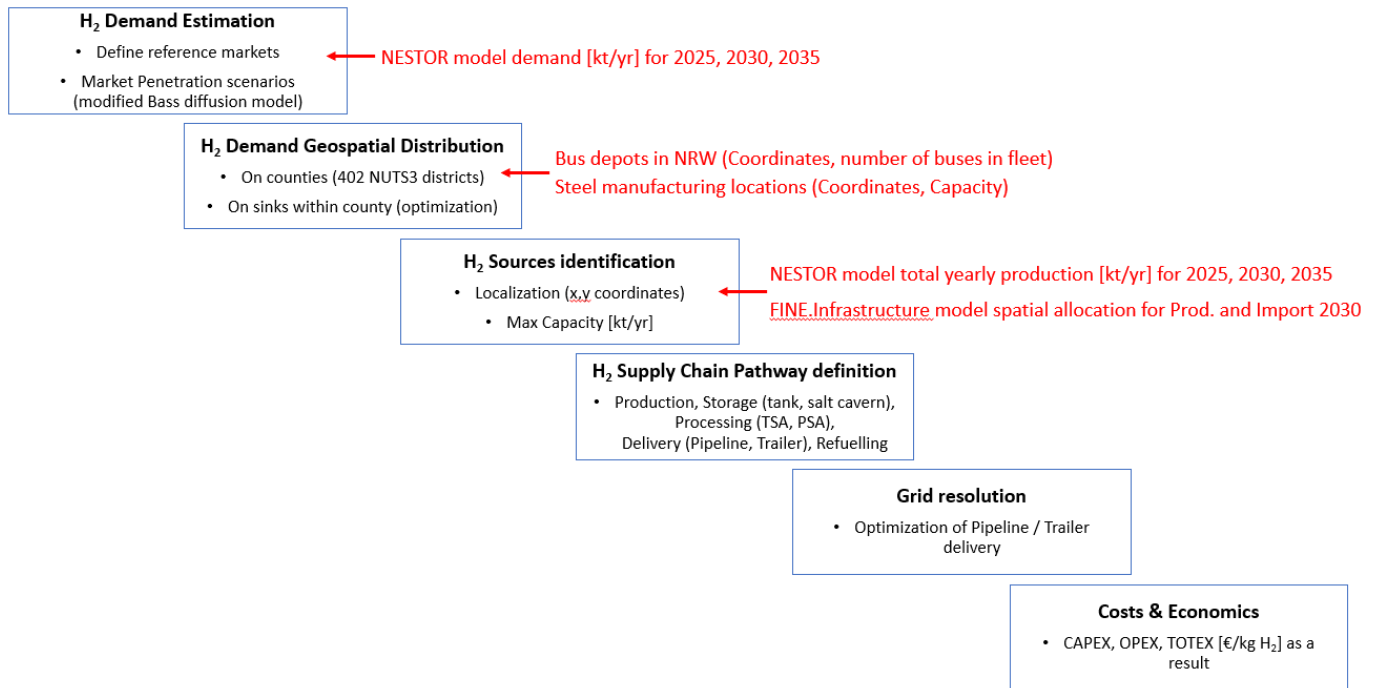 H₂ Demand Estimation
• Define reference markets
• Market Penetration scenarios
(modified Bass diffusion model)
NESTOR model demand [kt/yr] for 2025, 2030, 2035
H₂ Demand Geospatial Distribution
• On counties (402 NUTS3 districts)
• On sinks within county (optimization)
Bus depots in NRW (Coordinates, number of buses in fleet)
Steel manufacturing locations (Coordinates, Capacity)
H₂ Sources identification
• Localization (x,y coordinates)
• Max Capacity [kt/yr]
NESTOR model total yearly production [kt/yr] for 2025, 2030, 2035
FINE.Infrastructure model spatial allocation for Prod. and Import 2030
H₂ Supply Chain Pathway definition
• Production, Storage (tank, salt cavern),
Processing (TSA, PSA),
Delivery (Pipeline, Trailer), Refuelling
Grid resolution
• Optimization of Pipeline / Trailer
delivery
Costs & Economics
• CAPEX, OPEX, TOTEX [€/kg H₂] as a
result